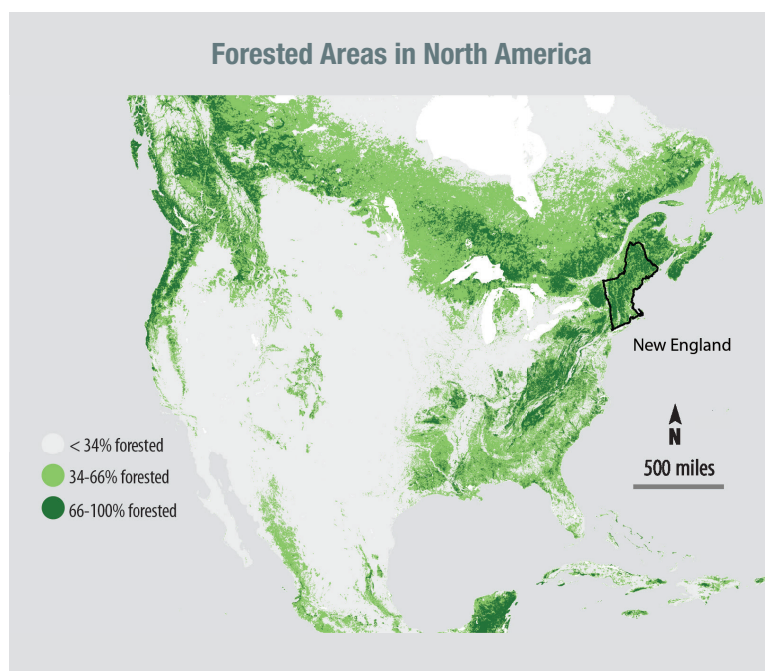 Forested Areas in North America
New England
N
500 miles
< 34% forested
34-66% forested
66-100% forested